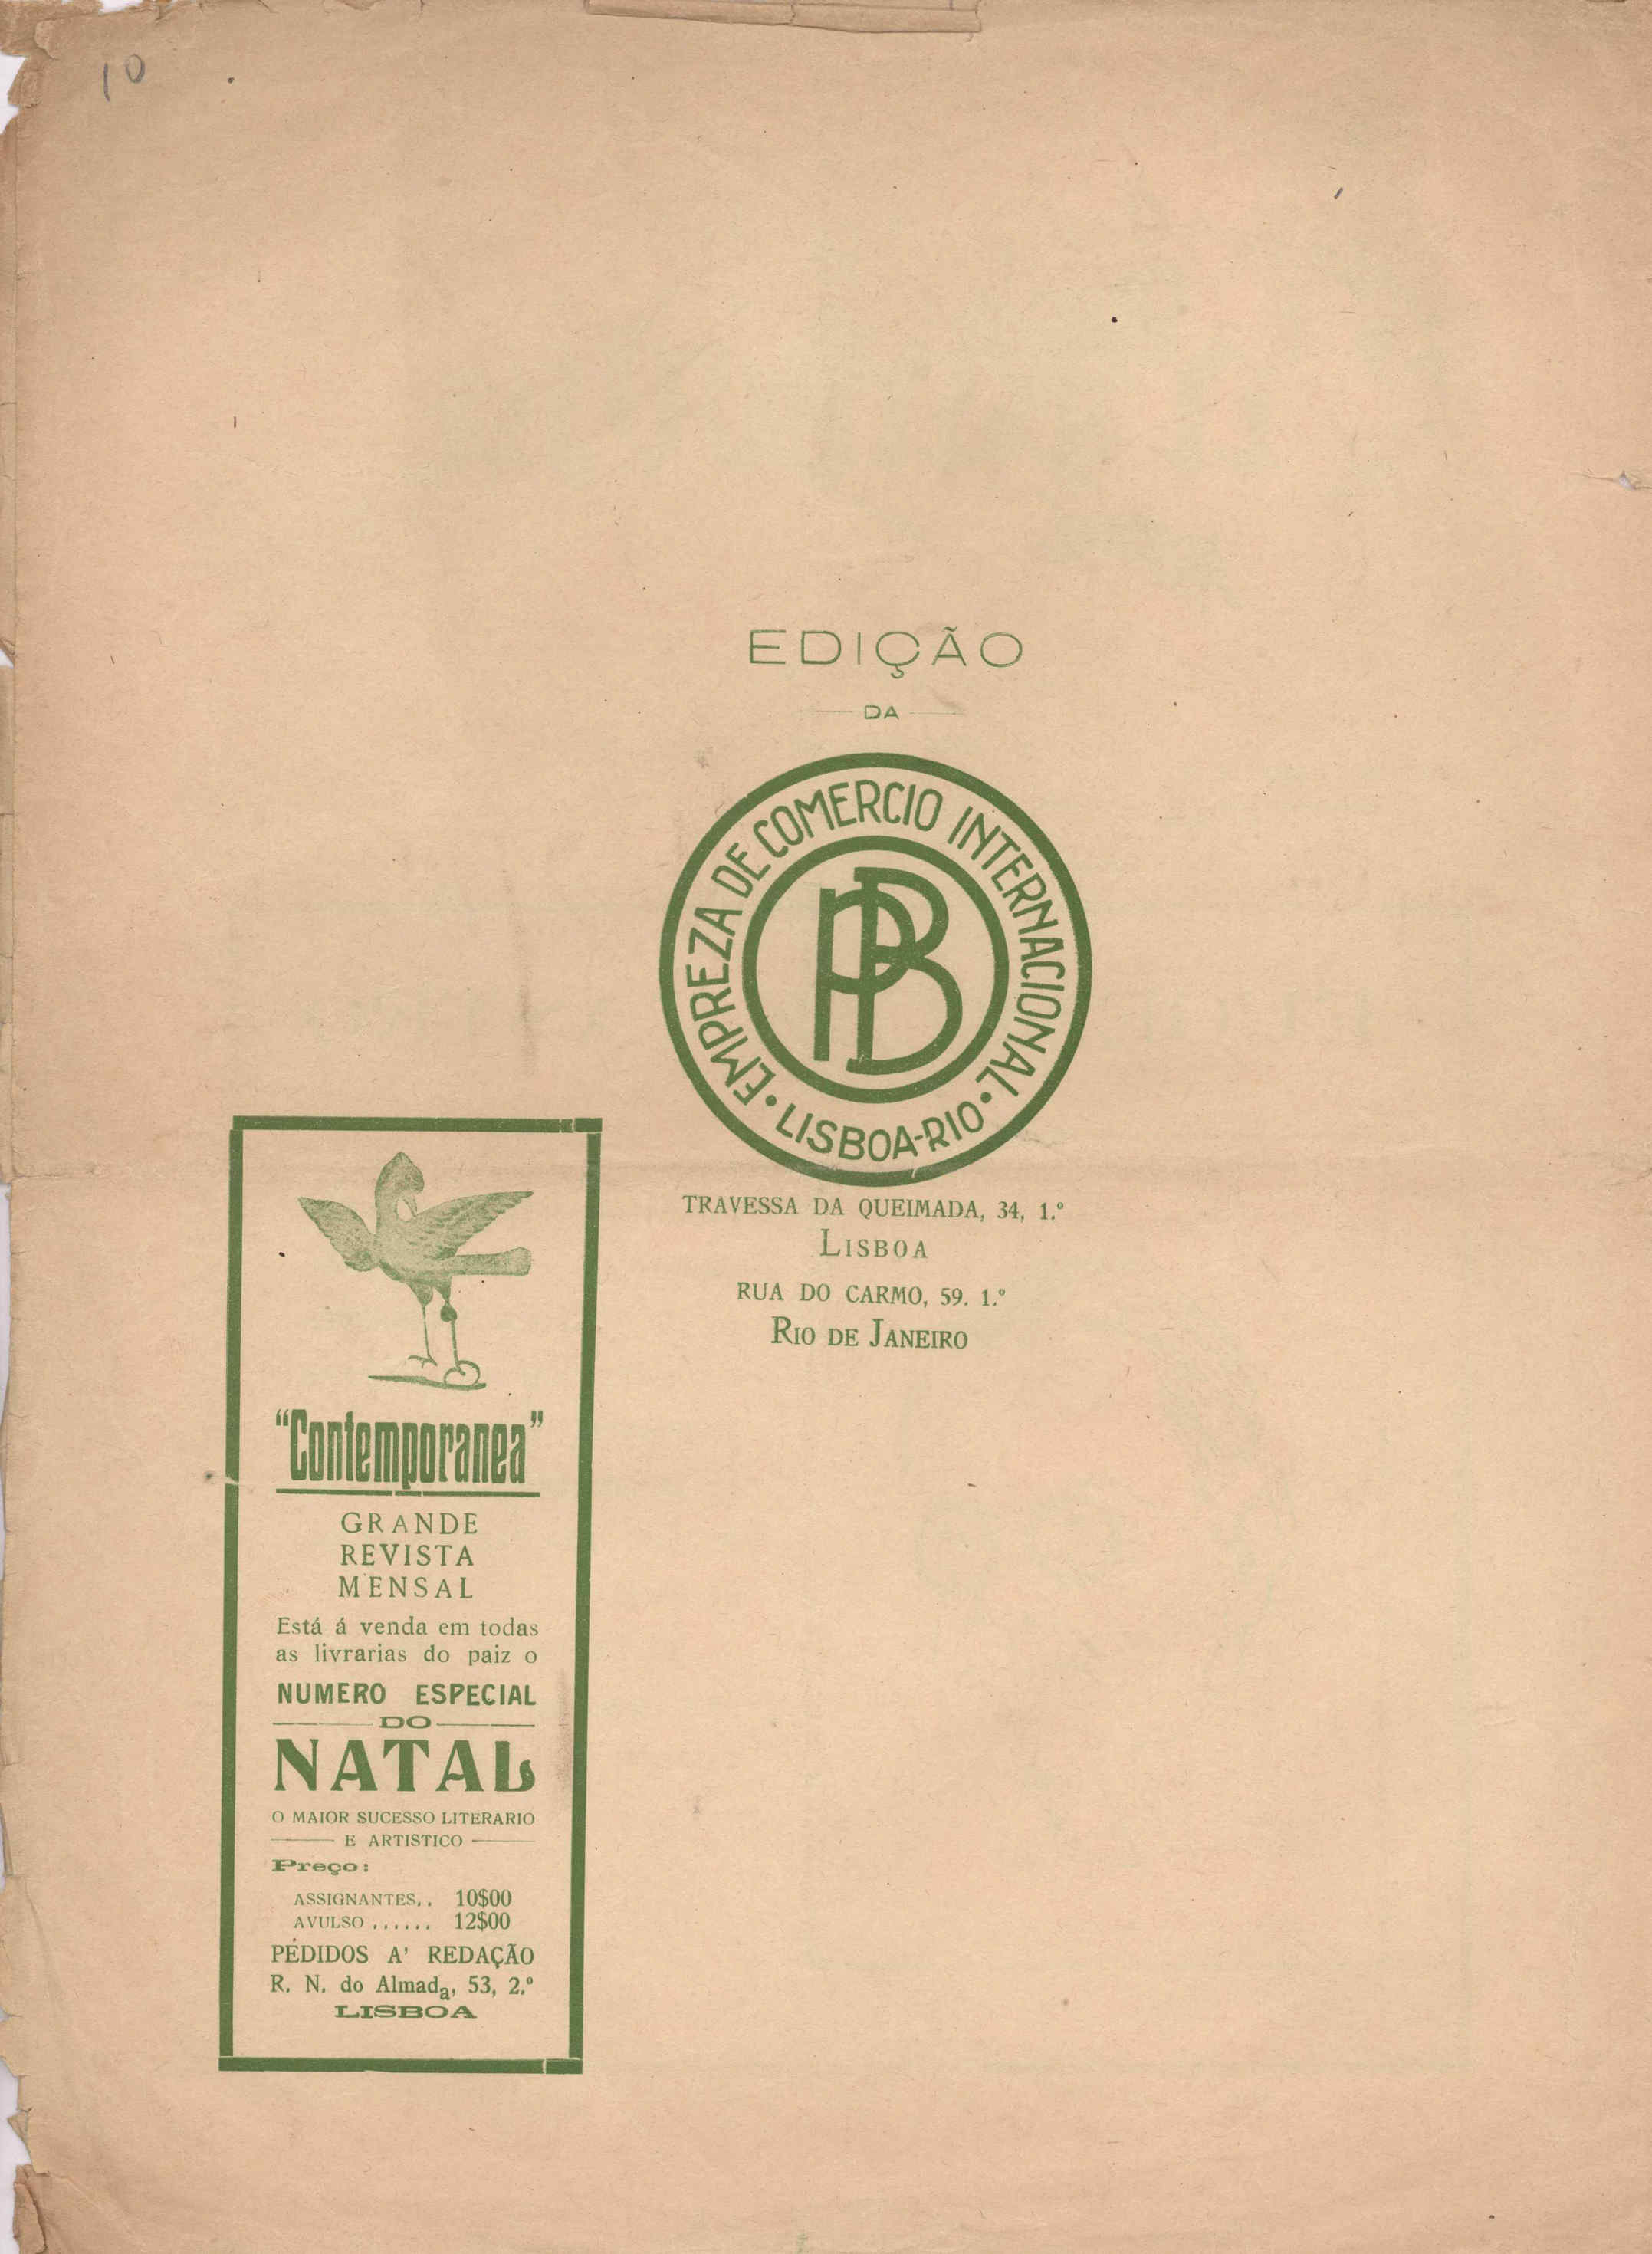 10
EDIÇÃO
DA
EMPREZA DE COMERCIO INTERNACIONAL
PB
• LISBOA-RIO •
TRAVESSA DA QUEIMADA, 34, 1.º
LISBOA
RUA DO CARMO, 59. 1.º
RIO DE JANEIRO
"Contemporanea"
GRANDE
REVISTA
MENSAL
Está á venda em todas
as livrarias do paiz o
NUMERO ESPECIAL
DO
NATAL
O MAIOR SUCESSO LITERARIO
E ARTISTICO
Preço:
ASSIGNANTES.. 10$00
AVULSO ...... 12$00
PEDIDOS A' REDAÇÃO
R. N. do Almada, 53, 2.º
LISBOA